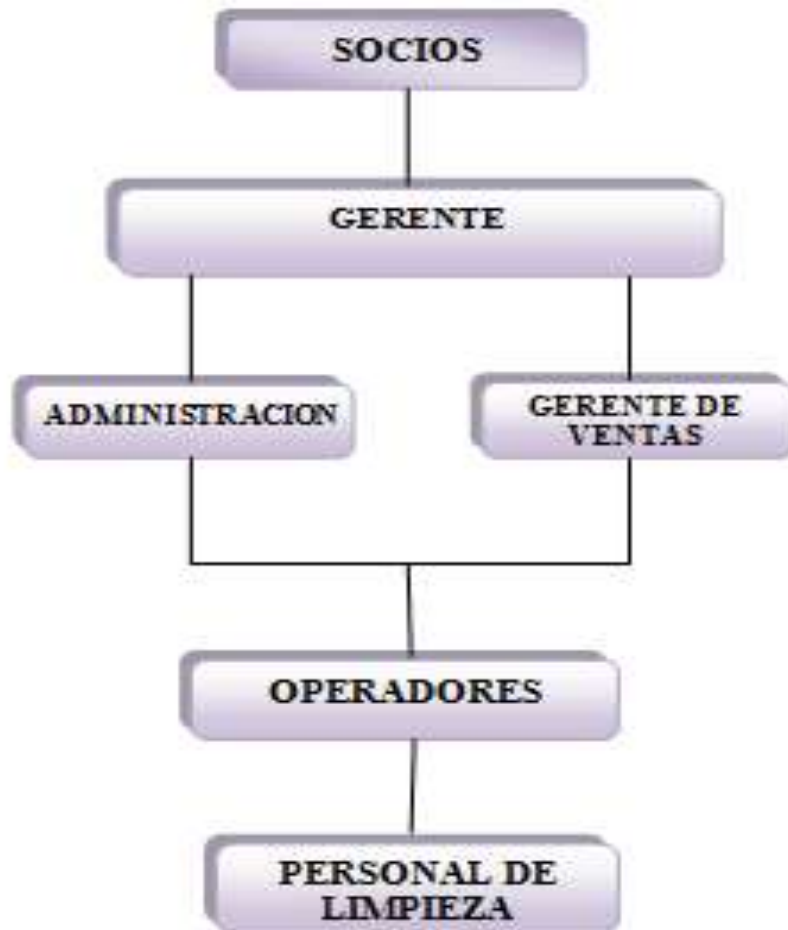 SOCIOS
GERENTE
ADMINISTRACION
GERENTE DE
VENTAS
OPERADORES
PERSONAL DE
LIMPIEZA